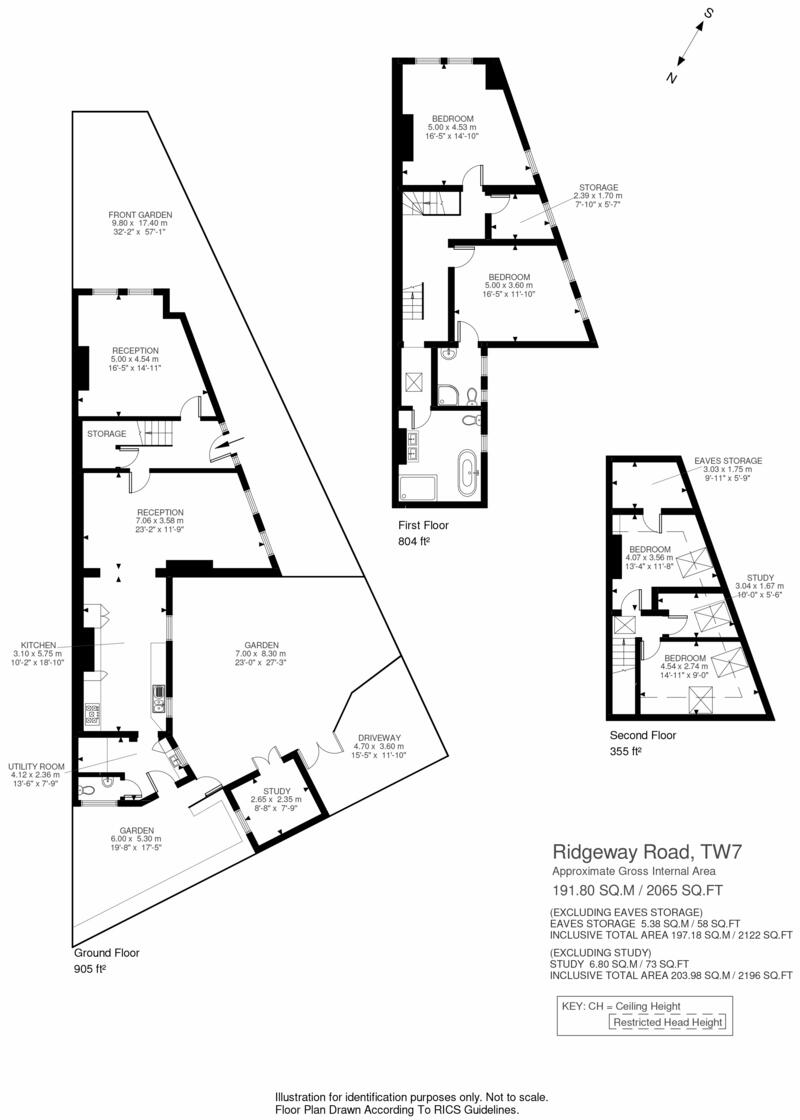 S
N
BEDROOM
5.00 x 4.53 m
16'-5" x 14'-10"
STORAGE
2.39 x 1.70 m
7'-10" x 5'-7"
BEDROOM
5.00 x 3.60 m
16'-5" x 11'-10"
First Floor
804 ft²
FRONT GARDEN
9.80 x 17.40 m
32'-2" x 57'-1"
RECEPTION
5.00 x 4.54 m
16'-5" x 14'-11"
STORAGE
RECEPTION
7.06 x 3.58 m
23'-2" x 11'-9"
KITCHEN
3.10 x 5.75 m
10'-2" x 18'-10"
GARDEN
7.00 x 8.30 m
23'-0" x 27'-3"
DRIVEWAY
4.70 x 3.60 m
15'-5" x 11'-10"
UTILITY ROOM
4.12 x 2.36 m
13'-6" x 7'-9"
STUDY
2.65 x 2.35 m
8'-8" x 7'-9"
GARDEN
6.00 x 5.30 m
19'-8" x 17'-5"
Ground Floor
905 ft²
EAVES STORAGE
3.03 x 1.75 m
9'-11" x 5'-9"
BEDROOM
4.07 x 3.56 m
13'-4" x 11'-8"
STUDY
3.04 x 1.67 m
10'-0" x 5'-6"
BEDROOM
4.54 x 2.74 m
14'-11" x 9'-0"
Second Floor
355 ft²
Ridgeway Road, TW7
Approximate Gross Internal Area
191.80 SQ.M / 2065 SQ.FT
(EXCLUDING EAVES STORAGE)
EAVES STORAGE 5.38 SQ.M / 58 SQ.FT
INCLUSIVE TOTAL AREA 197.18 SQ.M / 2122 SQ.FT
(EXCLUDING STUDY)
STUDY 6.80 SQ.M / 73 SQ.FT
INCLUSIVE TOTAL AREA 203.98 SQ.M / 2196 SQ.FT
KEY: CH = Ceiling Height
Restricted Head Height
Illustration for identification purposes only. Not to scale.
Floor Plan Drawn According To RICS Guidelines.